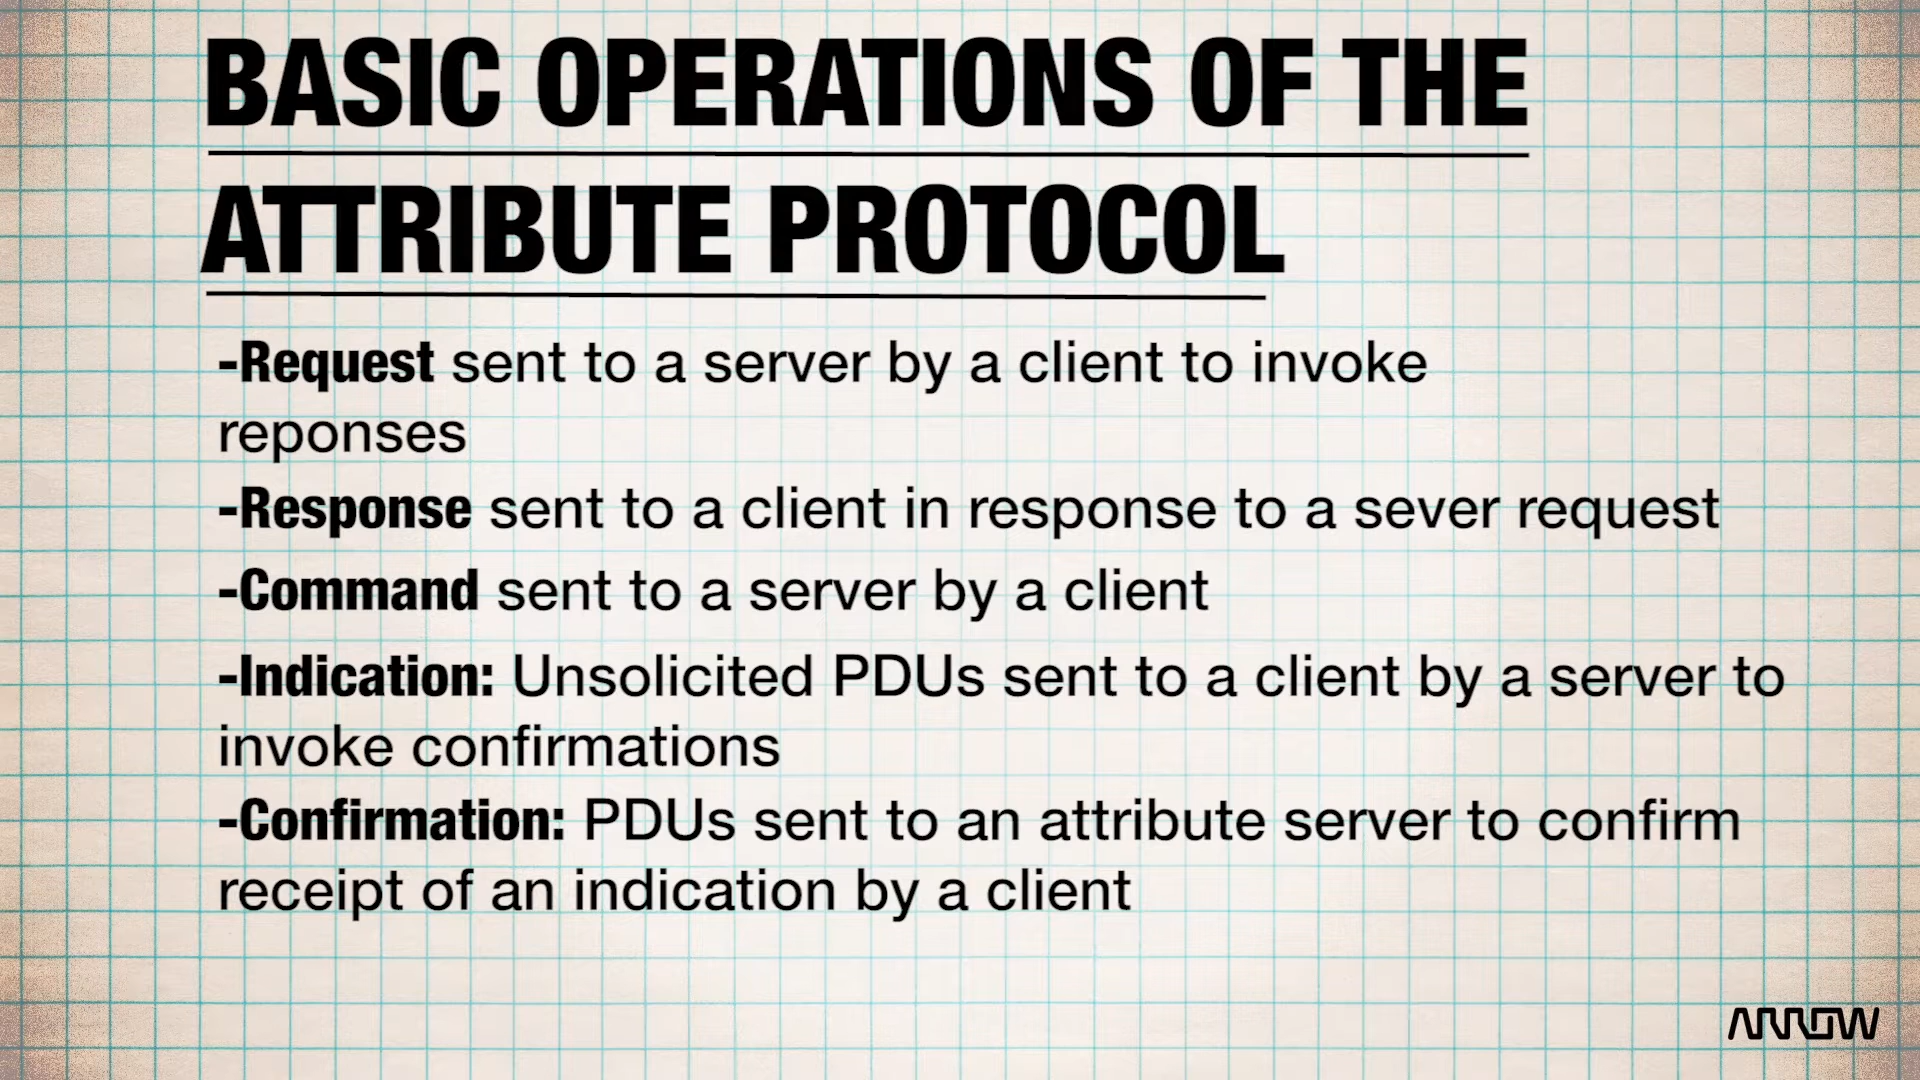 BASIC OPERATIONS OF THE
ATTRIBUTE PROTOCOL
-Request sent to a server by a client to invoke
reponses
-Response sent to a client in response to a sever request
-Command sent to a server by a client
-Indication: Unsolicited PDUs sent to a client by a server to
invoke confirmations
-Confirmation: PDUs sent to an attribute server to confirm
receipt of an indication by a client
ARROW